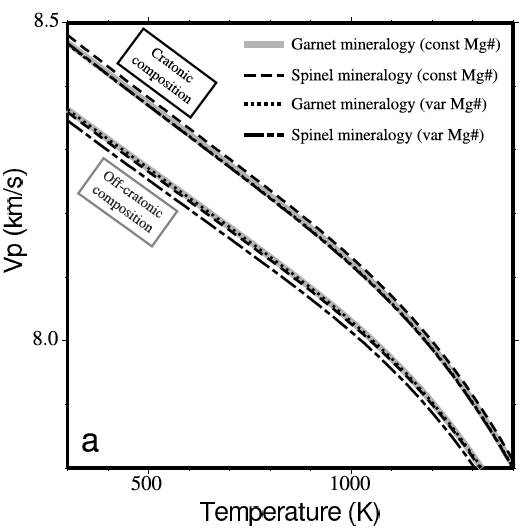 8.5
Cratonic
composition
Garnet mineralogy (const Mg#)
Spinel mineralogy (const Mg#)
Garnet mineralogy (var Mg#)
Spinel mineralogy (var Mg#)
Off-cratonic
composition
Vp (km/s)
8.0
a
500
1000
Temperature (K)